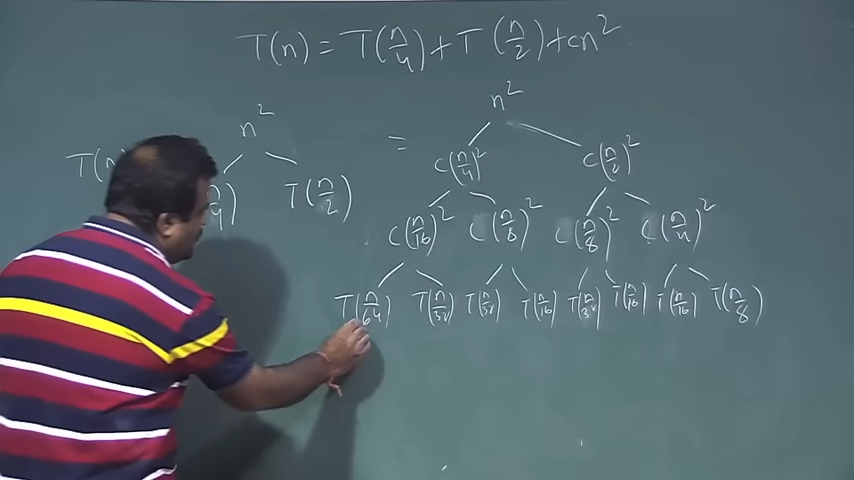 T(n) = T(n/4) + T(n/2) + cn²
n²
n²
=
c(n/4)²
c(n/2)²
T(n
n/4)
T(n/2)
c(n/16)²
c(n/8)²
c(n/8)²
c(n/4)²
T(n/64) T(n/32) T(n/32) T(n/16) T(n/32) T(n/16) T(n/16) T(n/8)